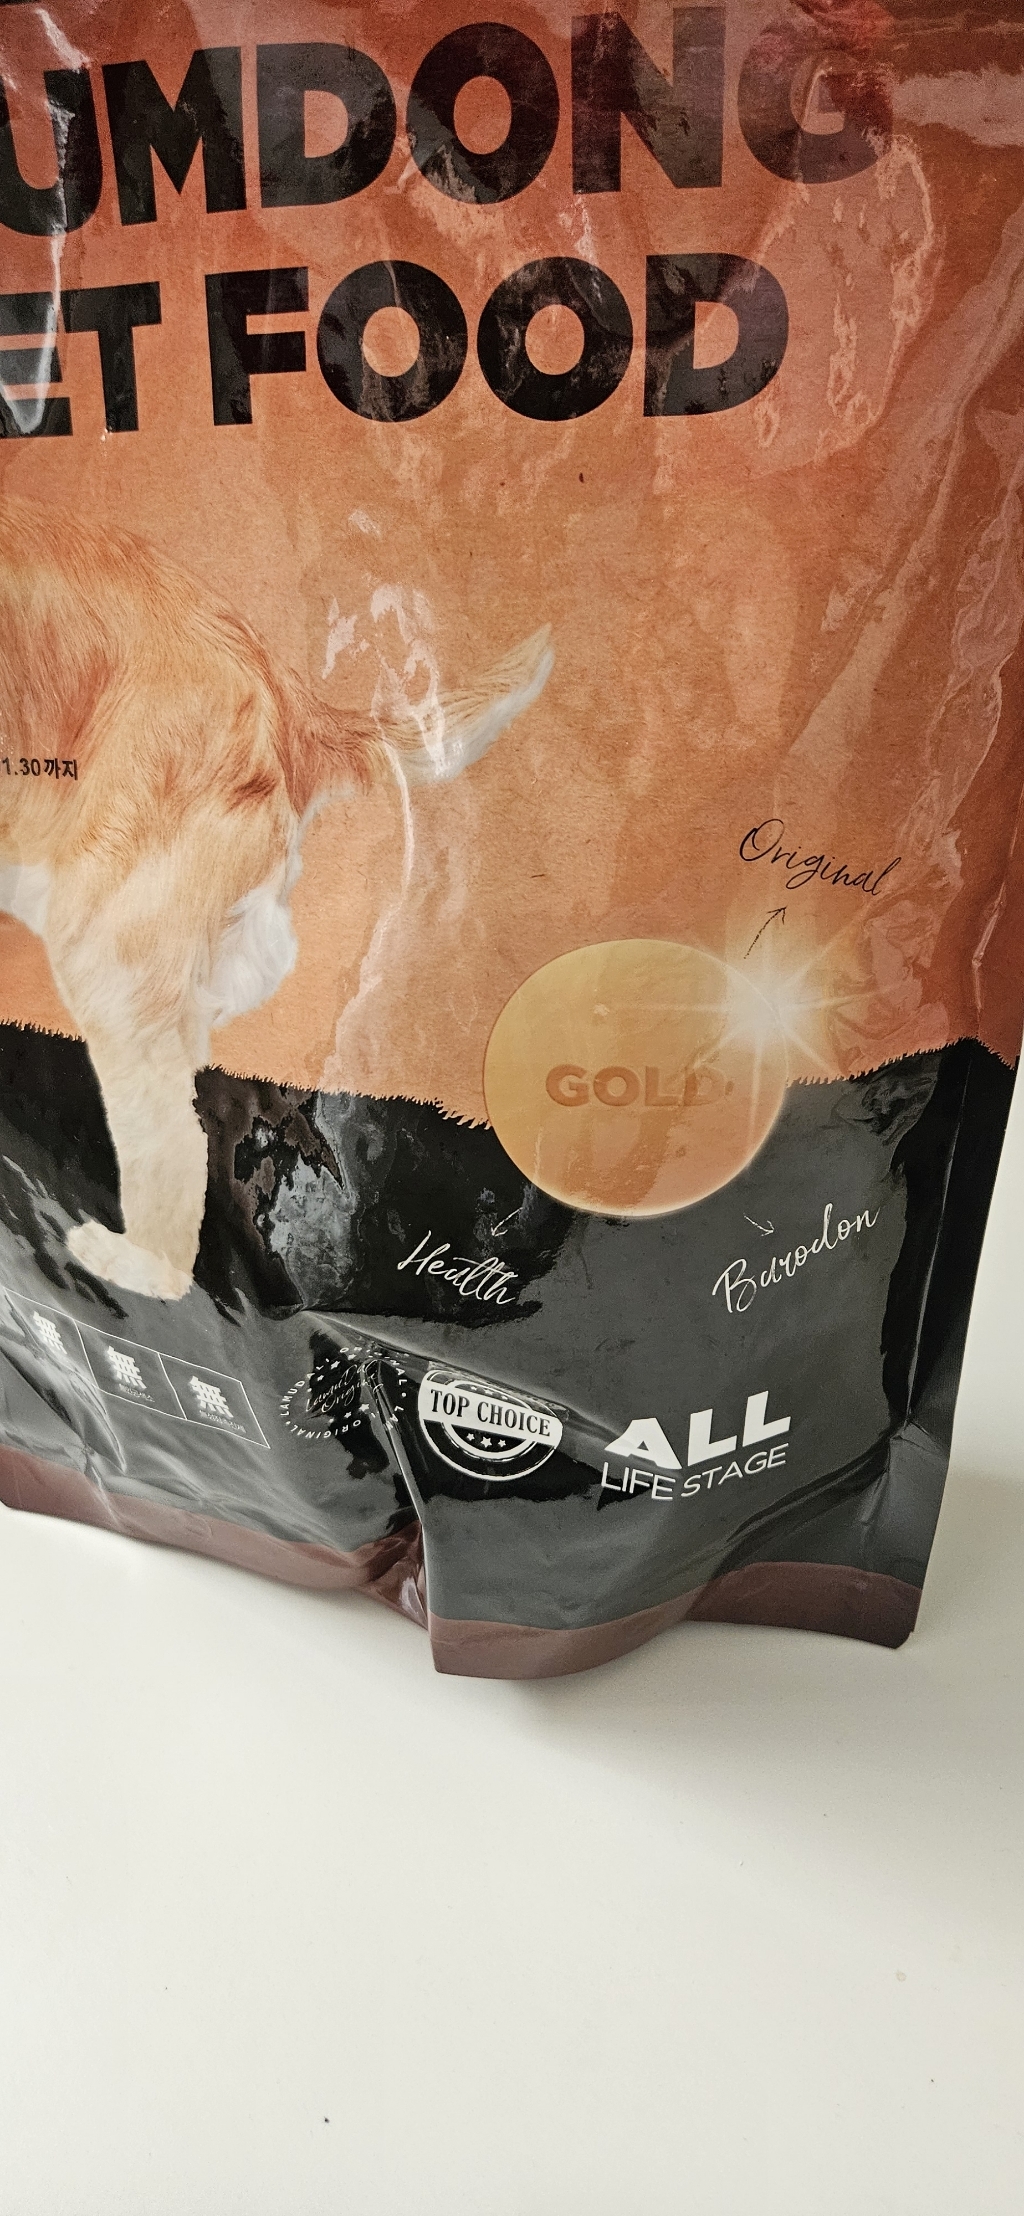 UMDONG
ET FOOD
1.30까지
Original
GOLD
Health
Barodon
無
無
無
ORIGINAL
TOP CHOICE
ALL
LIFE STAGE